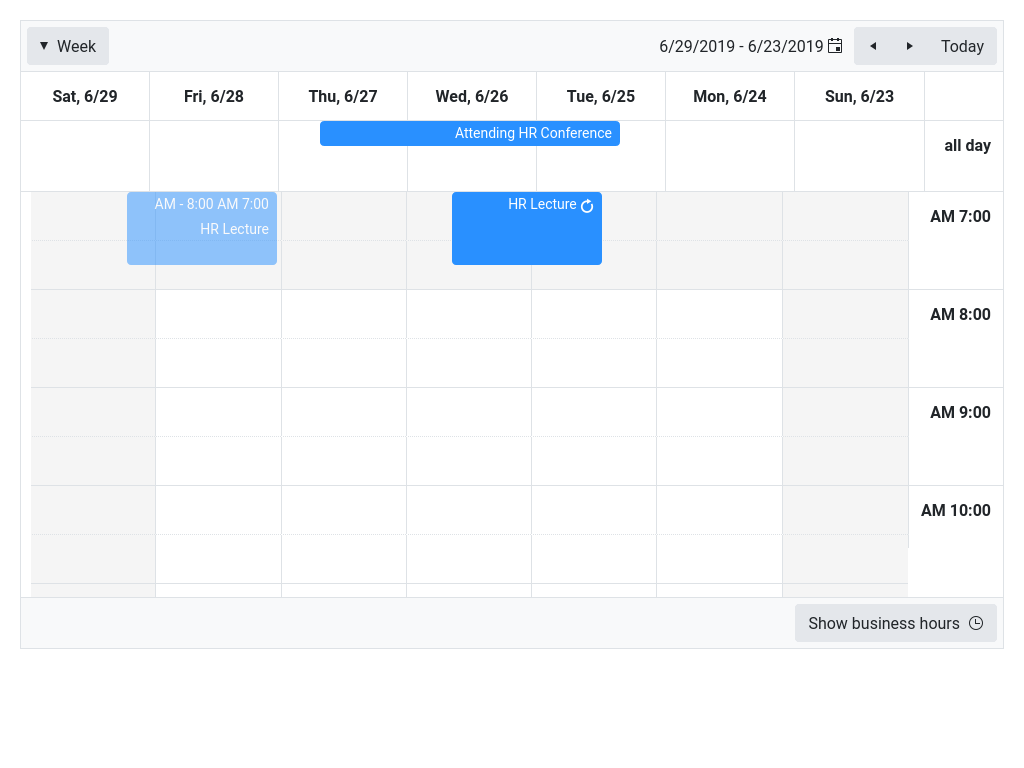 ▼ Week
6/29/2019 - 6/23/2019
Today
Sat, 6/29
Fri, 6/28
Thu, 6/27
Wed, 6/26
Tue, 6/25
Mon, 6/24
Sun, 6/23
Attending HR Conference
all day
AM - 8:00 AM 7:00
HR Lecture
HR Lecture
AM 7:00
AM 8:00
AM 9:00
AM 10:00
Show business hours